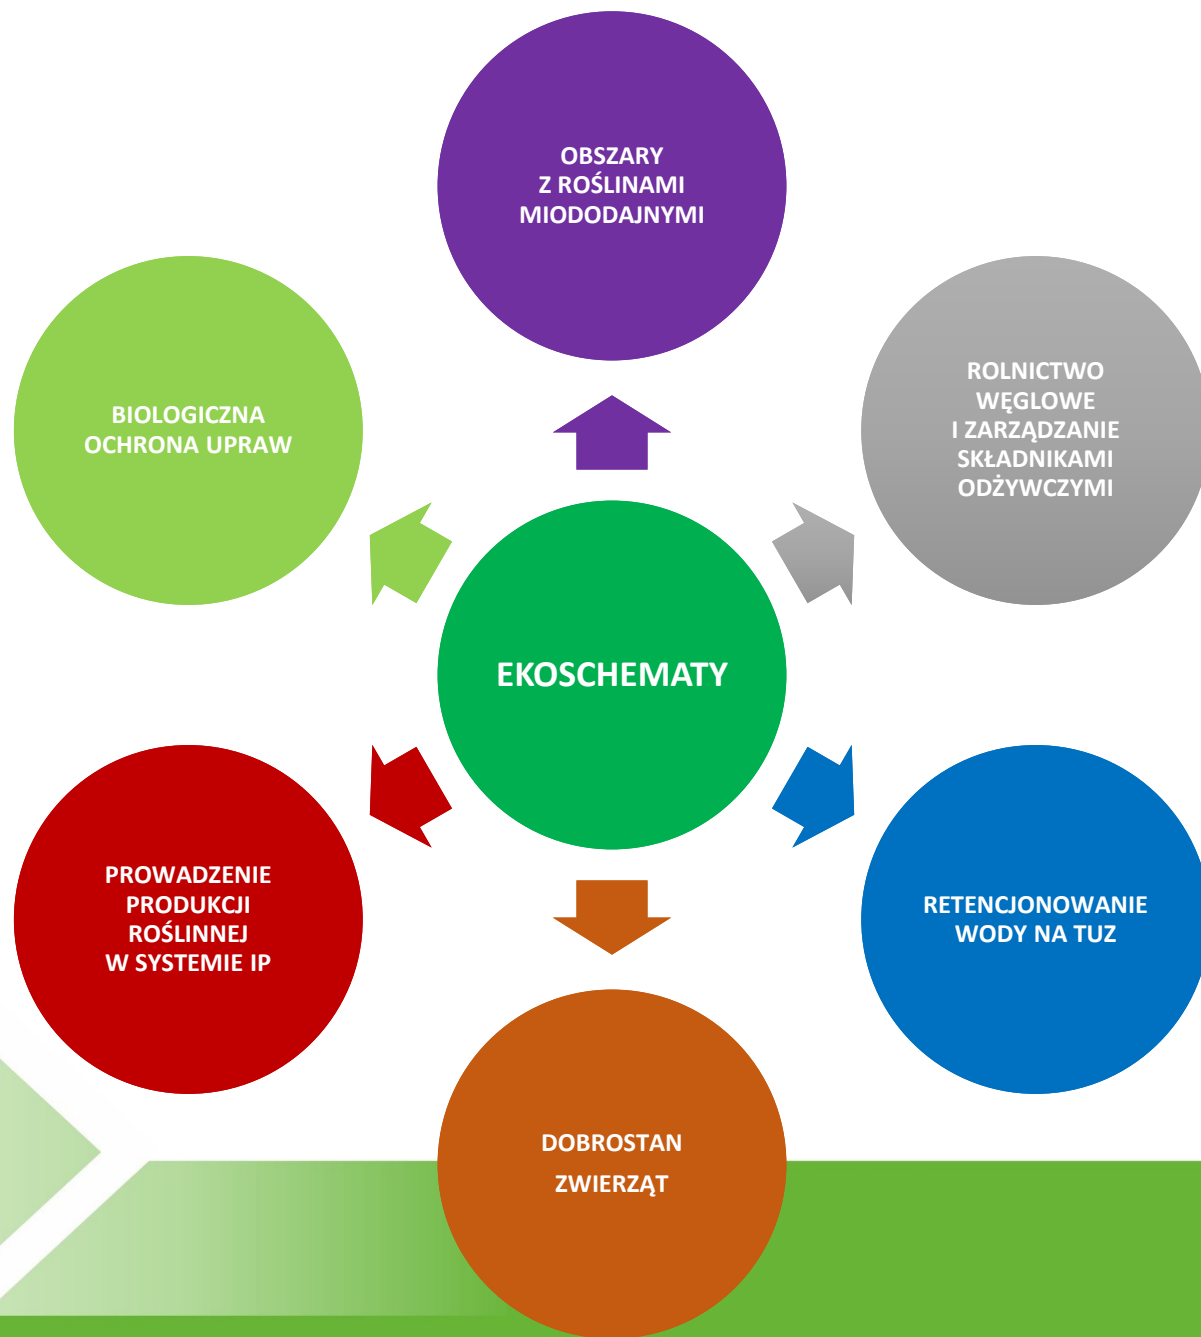 OBSZARY
Z ROŚLINAMI
MIODODAJNYMI
BIOLOGICZNA
OCHRONA UPRAW
ROLNICTWO
WĘGLOWE
I ZARZĄDZANIE
SKŁADNIKAMI
ODŻYWCZYMI
EKOSCHEMATY
PROWADZENIE
PRODUKCJI
ROŚLINNEJ
W SYSTEMIE IP
RETENCJONOWANIE
WODY NA TUZ
DOBROSTAN
ZWIERZĄT